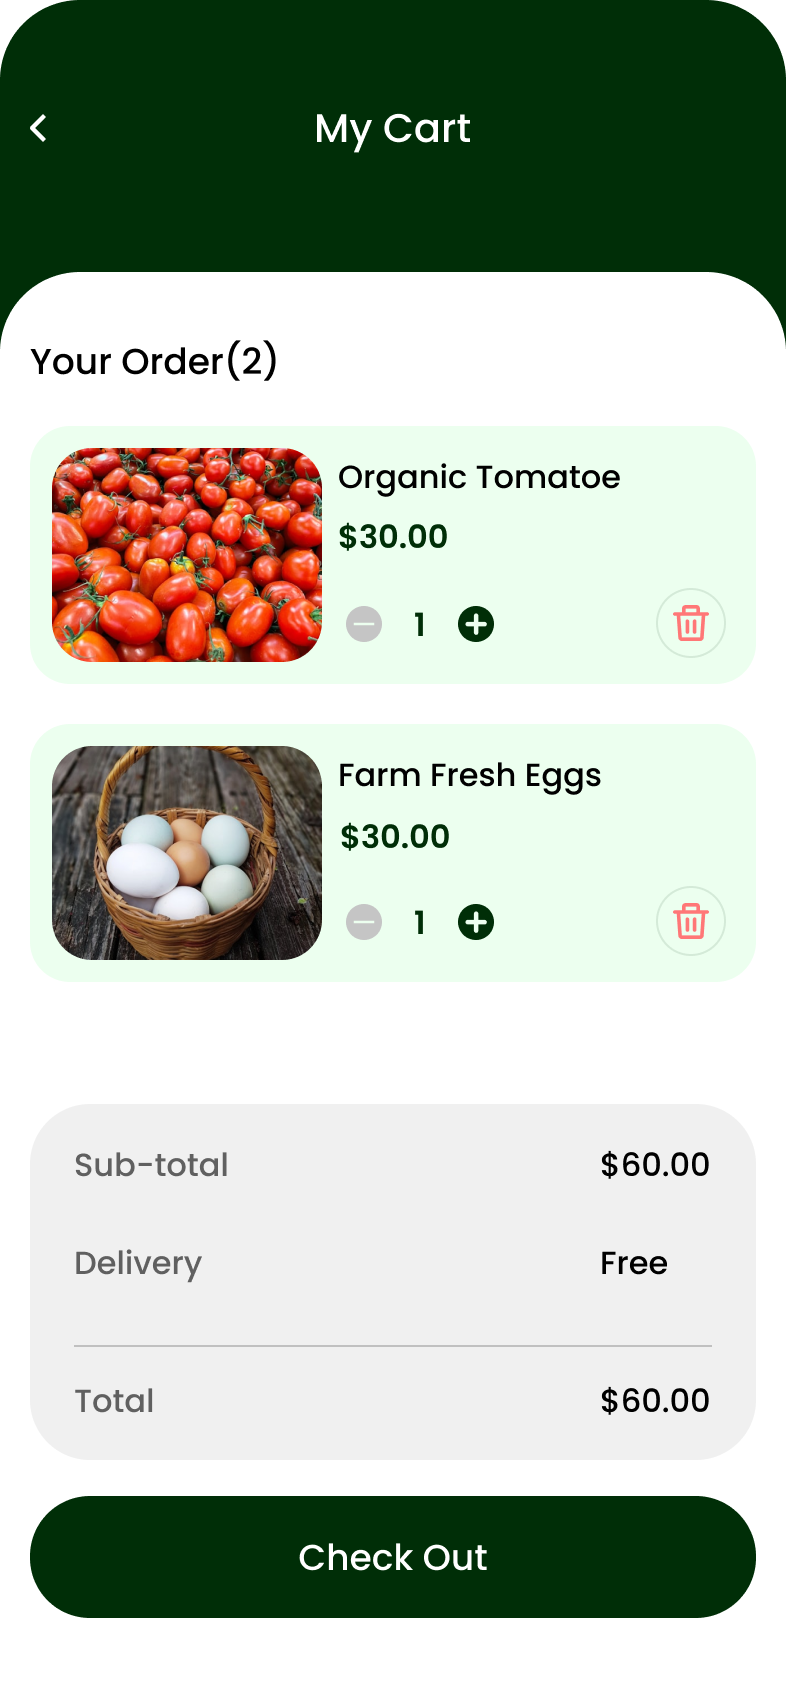 My Cart
Your Order(2)
Organic Tomatoe
$30.00
1
Farm Fresh Eggs
$30.00
1
Sub-total $60.00
Delivery Free
Total $60.00
Check Out